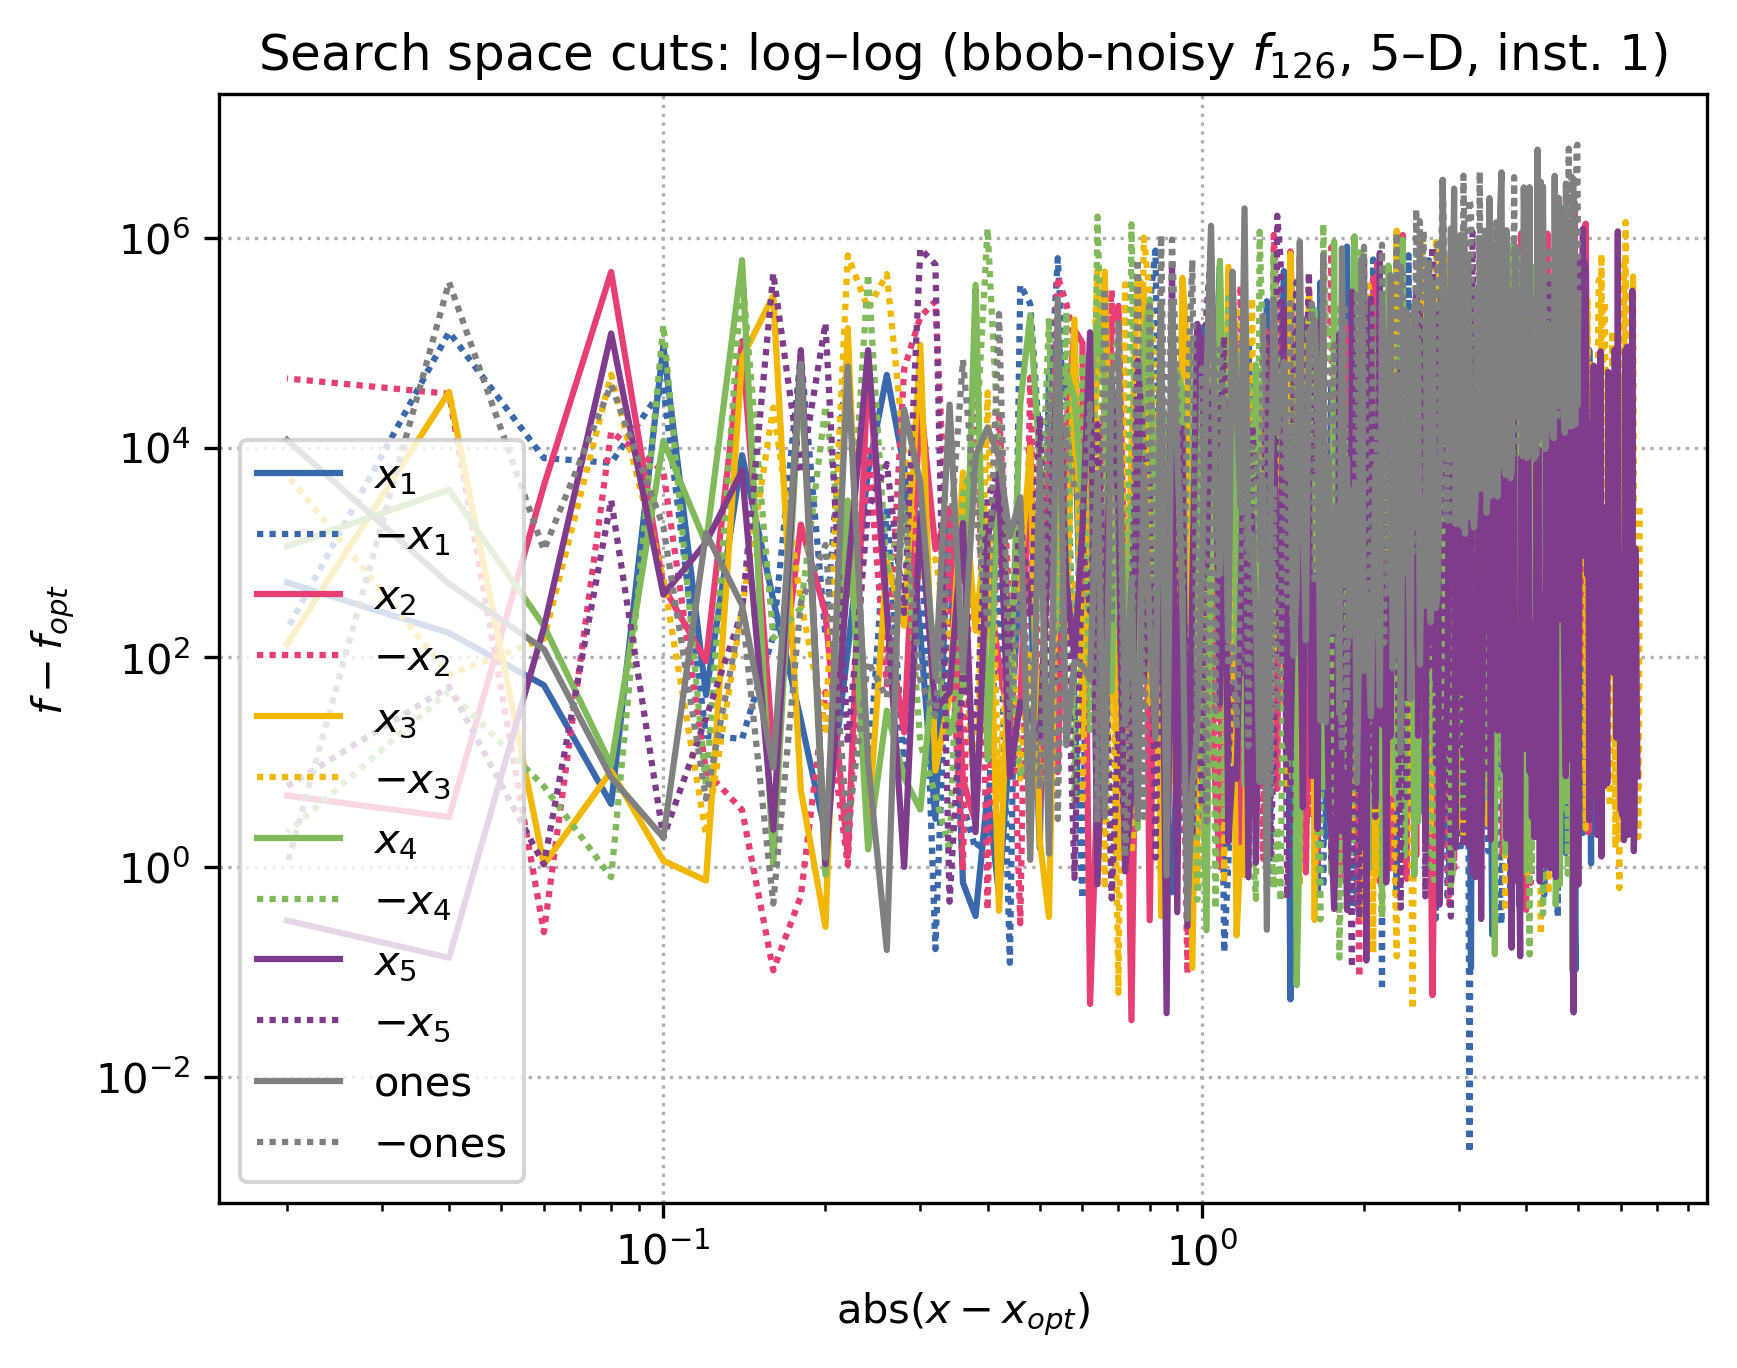 Search space cuts: log–log (bbob-noisy f126, 5–D, inst. 1)
f − fopt
10^6
10^4
10^2
10^0
10^−2
x1
−x1
x2
−x2
x3
−x3
x4
−x4
x5
−x5
ones
−ones
10^−1
10^0
abs(x − xopt)